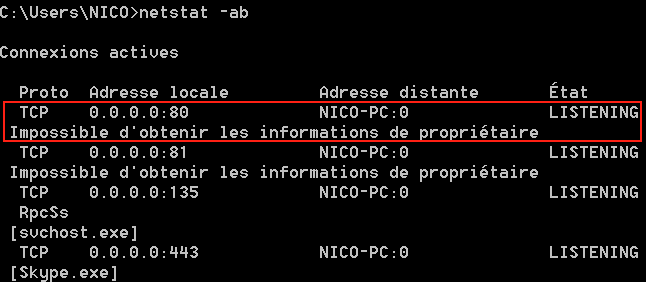 C:\Users\NICO>netstat -ab
Connexions actives
Proto  Adresse locale         Adresse distante       État
TCP    0.0.0.0:80             NICO-PC:0              LISTENING
Impossible d'obtenir les informations de propriétaire
TCP    0.0.0.0:81             NICO-PC:0              LISTENING
Impossible d'obtenir les informations de propriétaire
TCP    0.0.0.0:135            NICO-PC:0              LISTENING
RpcSs
[svchost.exe]
TCP    0.0.0.0:443            NICO-PC:0              LISTENING
[Skype.exe]